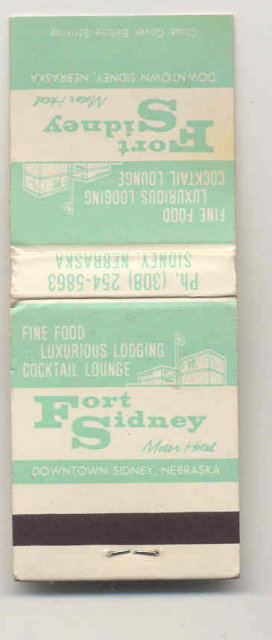 Close Cover Before Striking
DOWNTOWN SIDNEY, NEBRASKA
Fort
Sidney
Motor Hotel
FINE FOOD
LUXURIOUS LODGING
COCKTAIL LOUNGE
Ph. (308) 254-5863
SIDNEY, NEBRASKA
FINE FOOD
LUXURIOUS LODGING
COCKTAIL LOUNGE
Fort
Sidney
Motor Hotel
DOWNTOWN SIDNEY, NEBRASKA